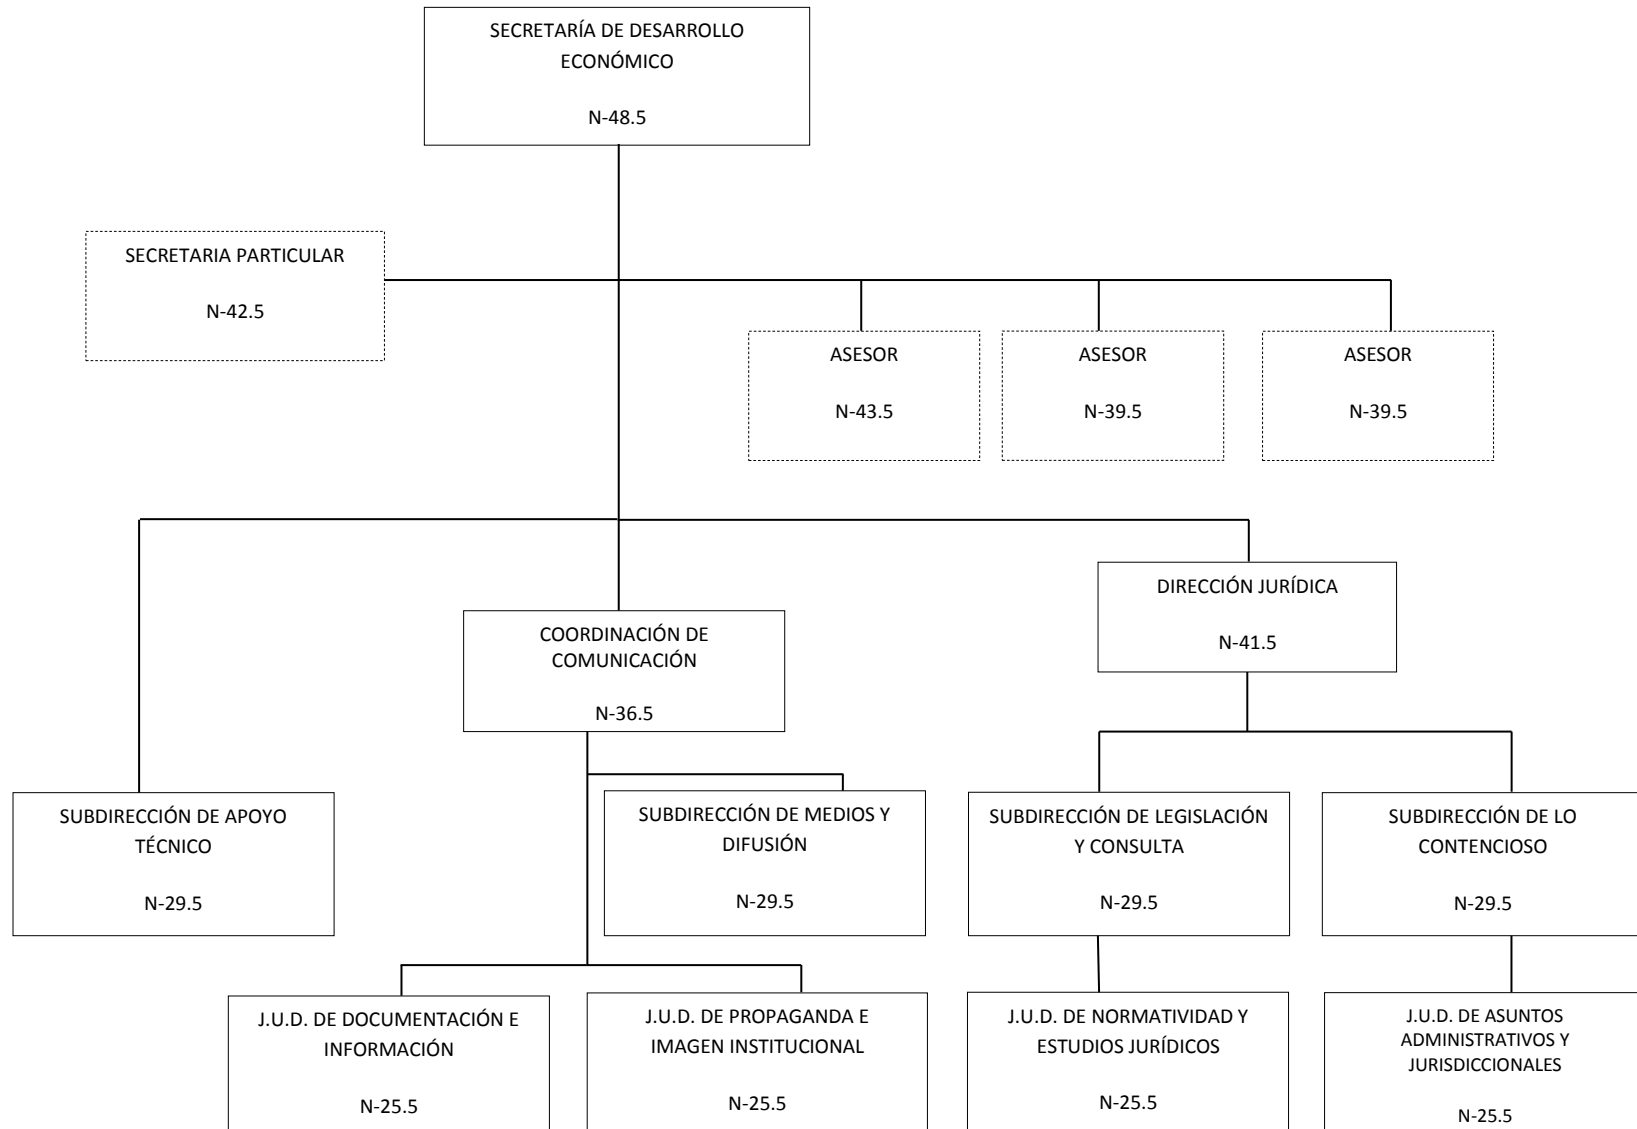 SECRETARÍA DE DESARROLLO
ECONÓMICO
N-48.5
SECRETARIA PARTICULAR
N-42.5
ASESOR
N-43.5
ASESOR
N-39.5
ASESOR
N-39.5
DIRECCIÓN JURÍDICA
N-41.5
COORDINACIÓN DE
COMUNICACIÓN
N-36.5
SUBDIRECCIÓN DE APOYO
TÉCNICO
N-29.5
SUBDIRECCIÓN DE MEDIOS Y
DIFUSIÓN
N-29.5
SUBDIRECCIÓN DE LEGISLACIÓN
Y CONSULTA
N-29.5
SUBDIRECCIÓN DE LO
CONTENCIOSO
N-29.5
J.U.D. DE DOCUMENTACIÓN E
INFORMACIÓN
N-25.5
J.U.D. DE PROPAGANDA E
IMAGEN INSTITUCIONAL
N-25.5
J.U.D. DE NORMATIVIDAD Y
ESTUDIOS JURÍDICOS
N-25.5
J.U.D. DE ASUNTOS
ADMINISTRATIVOS Y
JURISDICCIONALES
N-25.5